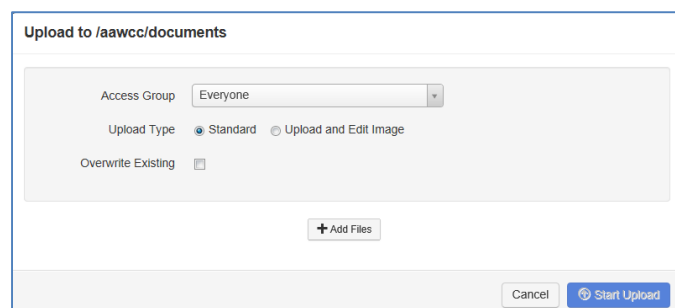 Upload to /aawcc/documents
Access Group Everyone
Upload Type Standard Upload and Edit Image
Overwrite Existing
Add Files
Cancel Start Upload